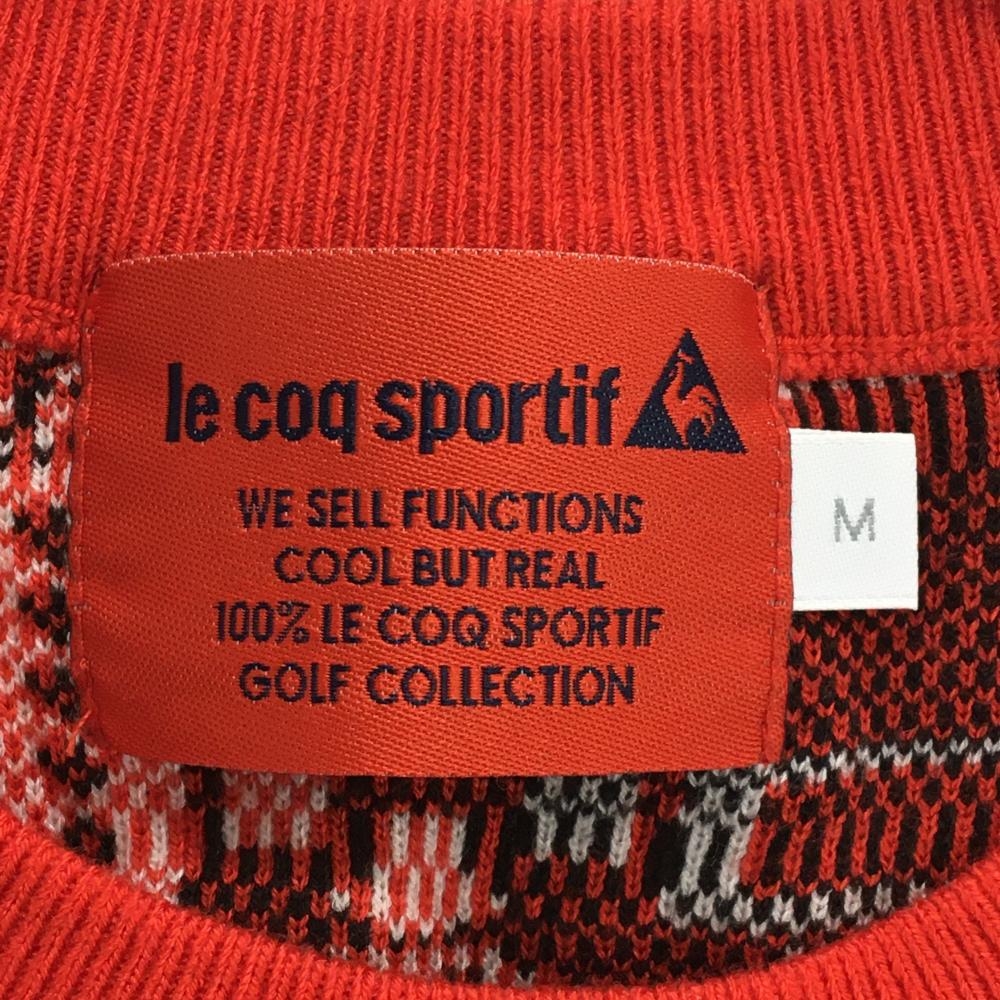 le coq sportif
WE SELL FUNCTIONS
COOL BUT REAL
100% LE COQ SPORTIF
GOLF COLLECTION
M